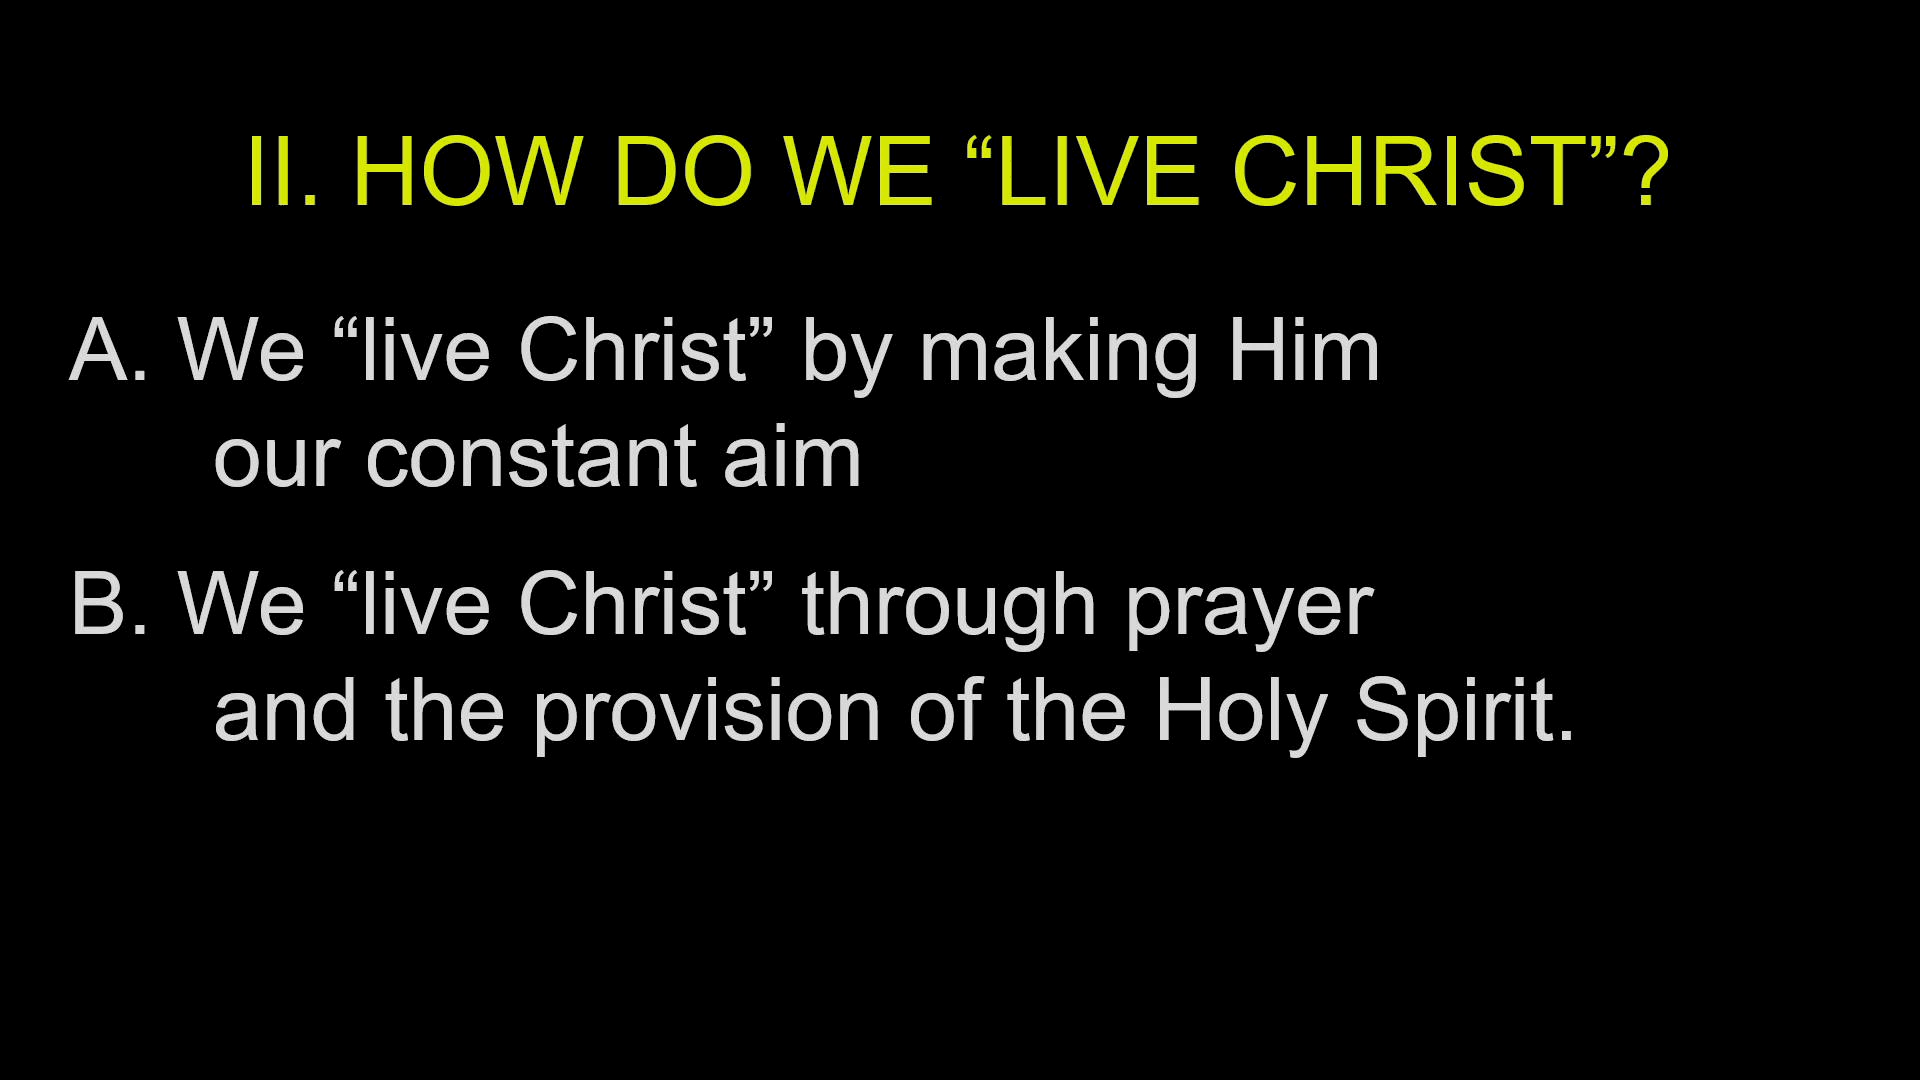 II. HOW DO WE “LIVE CHRIST”?
A. We “live Christ” by making Him
our constant aim
B. We “live Christ” through prayer
and the provision of the Holy Spirit.